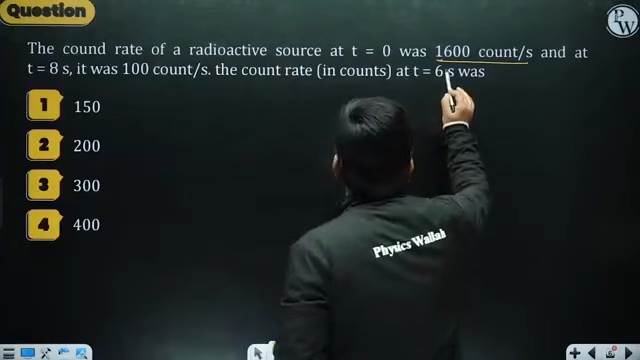 Question
PW
The cound rate of a radioactive source at t = 0 was 1600 count/s and at
t = 8 s, it was 100 count/s. the count rate (in counts) at t = 6 s was
1 150
2 200
3 300
4 400
Physics Wallah